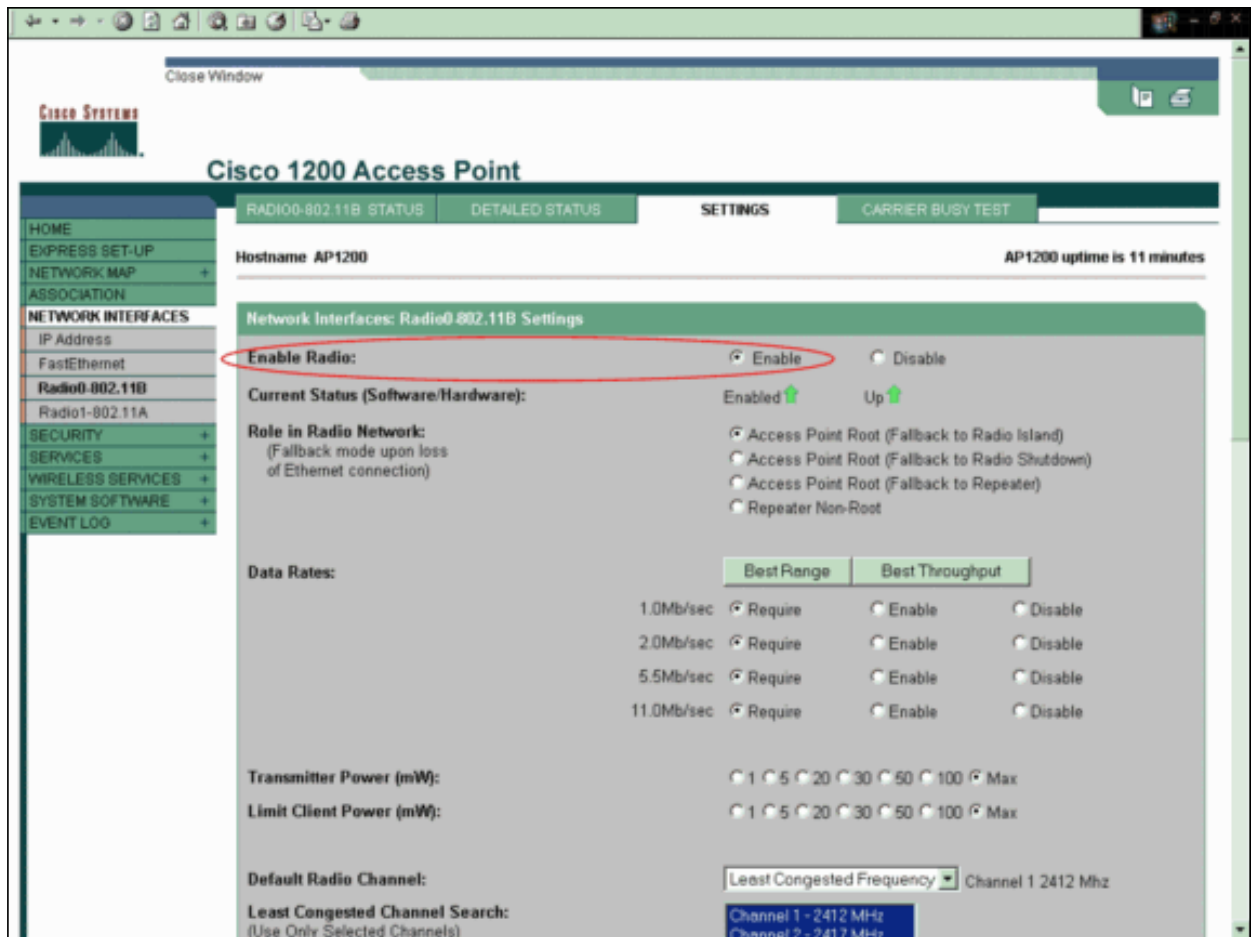 Close Window
CISCO SYSTEMS
Cisco 1200 Access Point
RADIO0-802.11B STATUS
DETAILED STATUS
SETTINGS
CARRIER BUSY TEST
HOME
EXPRESS SET-UP
NETWORK MAP +
ASSOCIATION
NETWORK INTERFACES
IP Address
FastEthernet
Radio0-802.11B
Radio1-802.11A
SECURITY +
SERVICES +
WIRELESS SERVICES +
SYSTEM SOFTWARE +
EVENT LOG +
Hostname AP1200
AP1200 uptime is 11 minutes
Network Interfaces: Radio0-802.11B Settings
Enable Radio: Enable Disable
Current Status (Software/Hardware): Enabled Up
Role in Radio Network:
(Fallback mode upon loss
of Ethernet connection)
Access Point Root (Fallback to Radio Island)
Access Point Root (Fallback to Radio Shutdown)
Access Point Root (Fallback to Repeater)
Repeater Non-Root
Data Rates: Best Range Best Throughput
1.0Mb/sec Require Enable Disable
2.0Mb/sec Require Enable Disable
5.5Mb/sec Require Enable Disable
11.0Mb/sec Require Enable Disable
Transmitter Power (mW): 1 5 20 30 50 100 Max
Limit Client Power (mW): 1 5 20 30 50 100 Max
Default Radio Channel: Least Congested Frequency Channel 1 2412 Mhz
Least Congested Channel Search:
(Use Only Selected Channels)
Channel 1 - 2412 MHz
Channel 2 - 2417 MHz